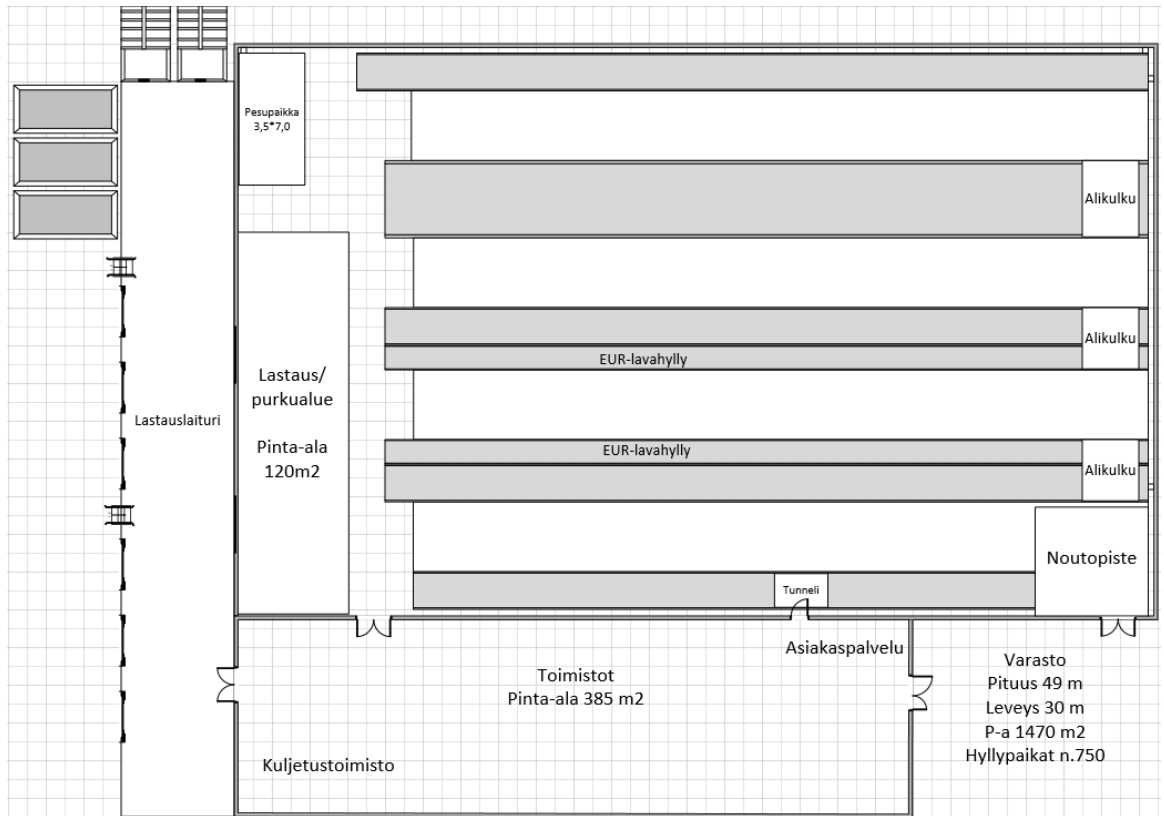 Pesupaikka
3,5*7,0
Alikulku
Alikulku
EUR-lavahylly
Lastaus/
purkualue
Pinta-ala
120m2
Lastauslaituri
EUR-lavahylly
Alikulku
Noutopiste
Tunneli
Asiakaspalvelu
Toimistot
Pinta-ala 385 m2
Kuljetustoimisto
Varasto
Pituus 49 m
Leveys 30 m
P-a 1470 m2
Hyllypaikat n.750